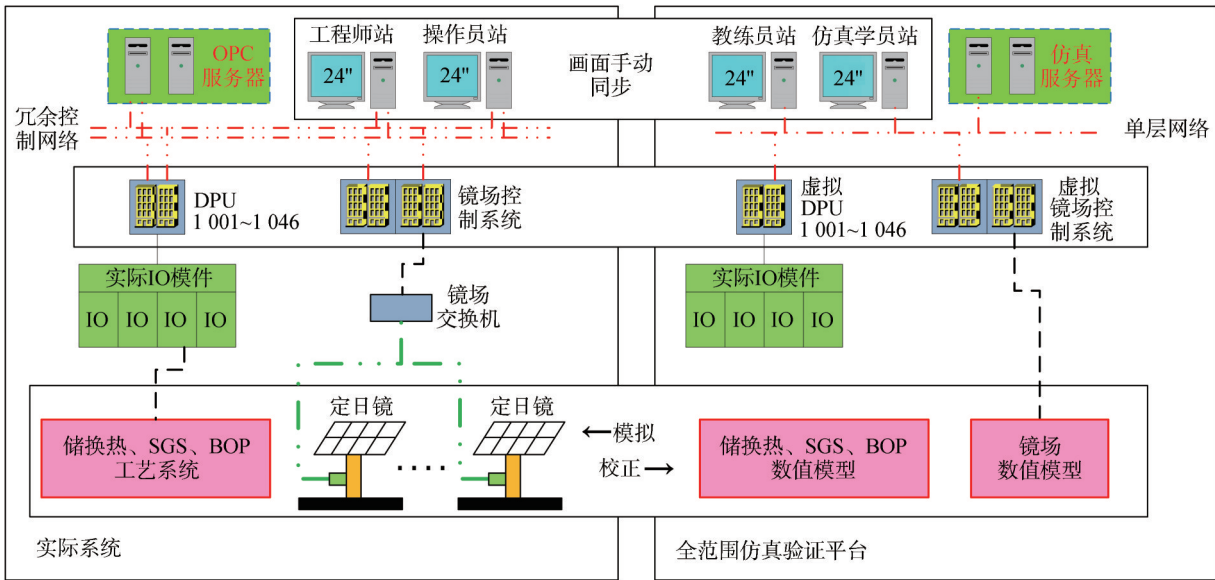 OPC
服务器
工程师站
操作员站
24"
24"
画面手动
同步
教练员站
仿真学员站
24"
24"
仿真
服务器
冗余控
制网络
单层网络
DPU
1 001~1 046
镜场控
制系统
虚拟
DPU
1 001~1 046
虚拟
镜场控
制系统
实际IO模件
IO IO IO IO
镜场
交换机
实际IO模件
IO IO IO IO
储换热、SGS、BOP
工艺系统
定日镜
定日镜
←模拟
校正→
储换热、SGS、BOP
数值模型
镜场
数值模型
实际系统
全范围仿真验证平台